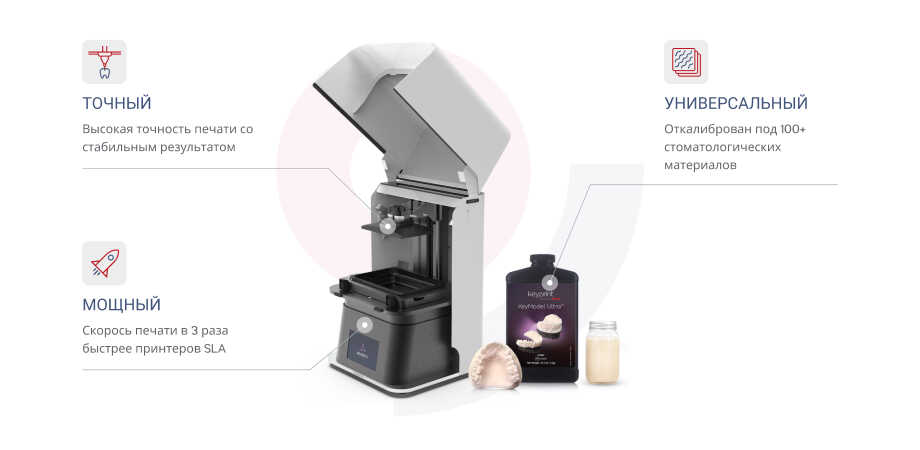 ТОЧНЫЙ
Высокая точность печати со
стабильным результатом
МОЩНЫЙ
Скорось печати в 3 раза
быстрее принтеров SLA
УНИВЕРСАЛЬНЫЙ
Откалиброван под 100+
стоматологических
материалов
keyprint
KeyModel Ultra™